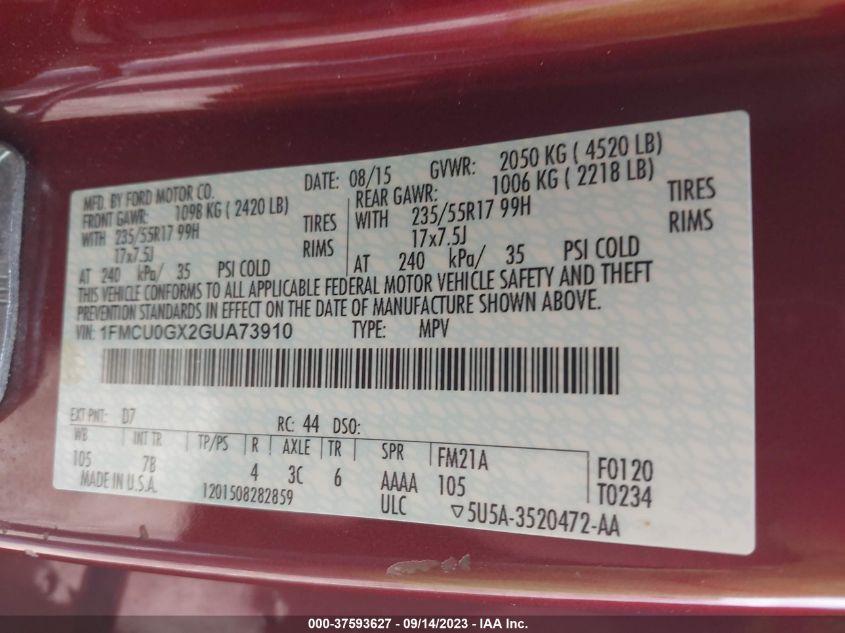 MFD. BY FORD MOTOR CO. DATE: 08/15 GVWR: 2050 KG ( 4520 LB)
FRONT GAWR: 1098 KG ( 2420 LB) REAR GAWR: 1006 KG ( 2218 LB)
WITH 235/55R17 99H TIRES WITH 235/55R17 99H TIRES
17x7.5J RIMS 17x7.5J RIMS
AT 240 kPa/ 35 PSI COLD AT 240 kPa/ 35 PSI COLD
THIS VEHICLE CONFORMS TO ALL APPLICABLE FEDERAL MOTOR VEHICLE SAFETY AND THEFT
PREVENTION STANDARDS IN EFFECT ON THE DATE OF MANUFACTURE SHOWN ABOVE.
VIN: 1FMCU0GX2GUA73910 TYPE: MPV
EXT PNT: D7 RC: 44 DSO:
WB INT TR TP/PS R AXLE TR SPR FM21A F0120
105 7B 4 3C 6 AAAA 105 T0234
MADE IN U.S.A. 1201508282859 ULC ▽5U5A-3520472-AA
000-37593627 - 09/14/2023 - © IAA Inc.